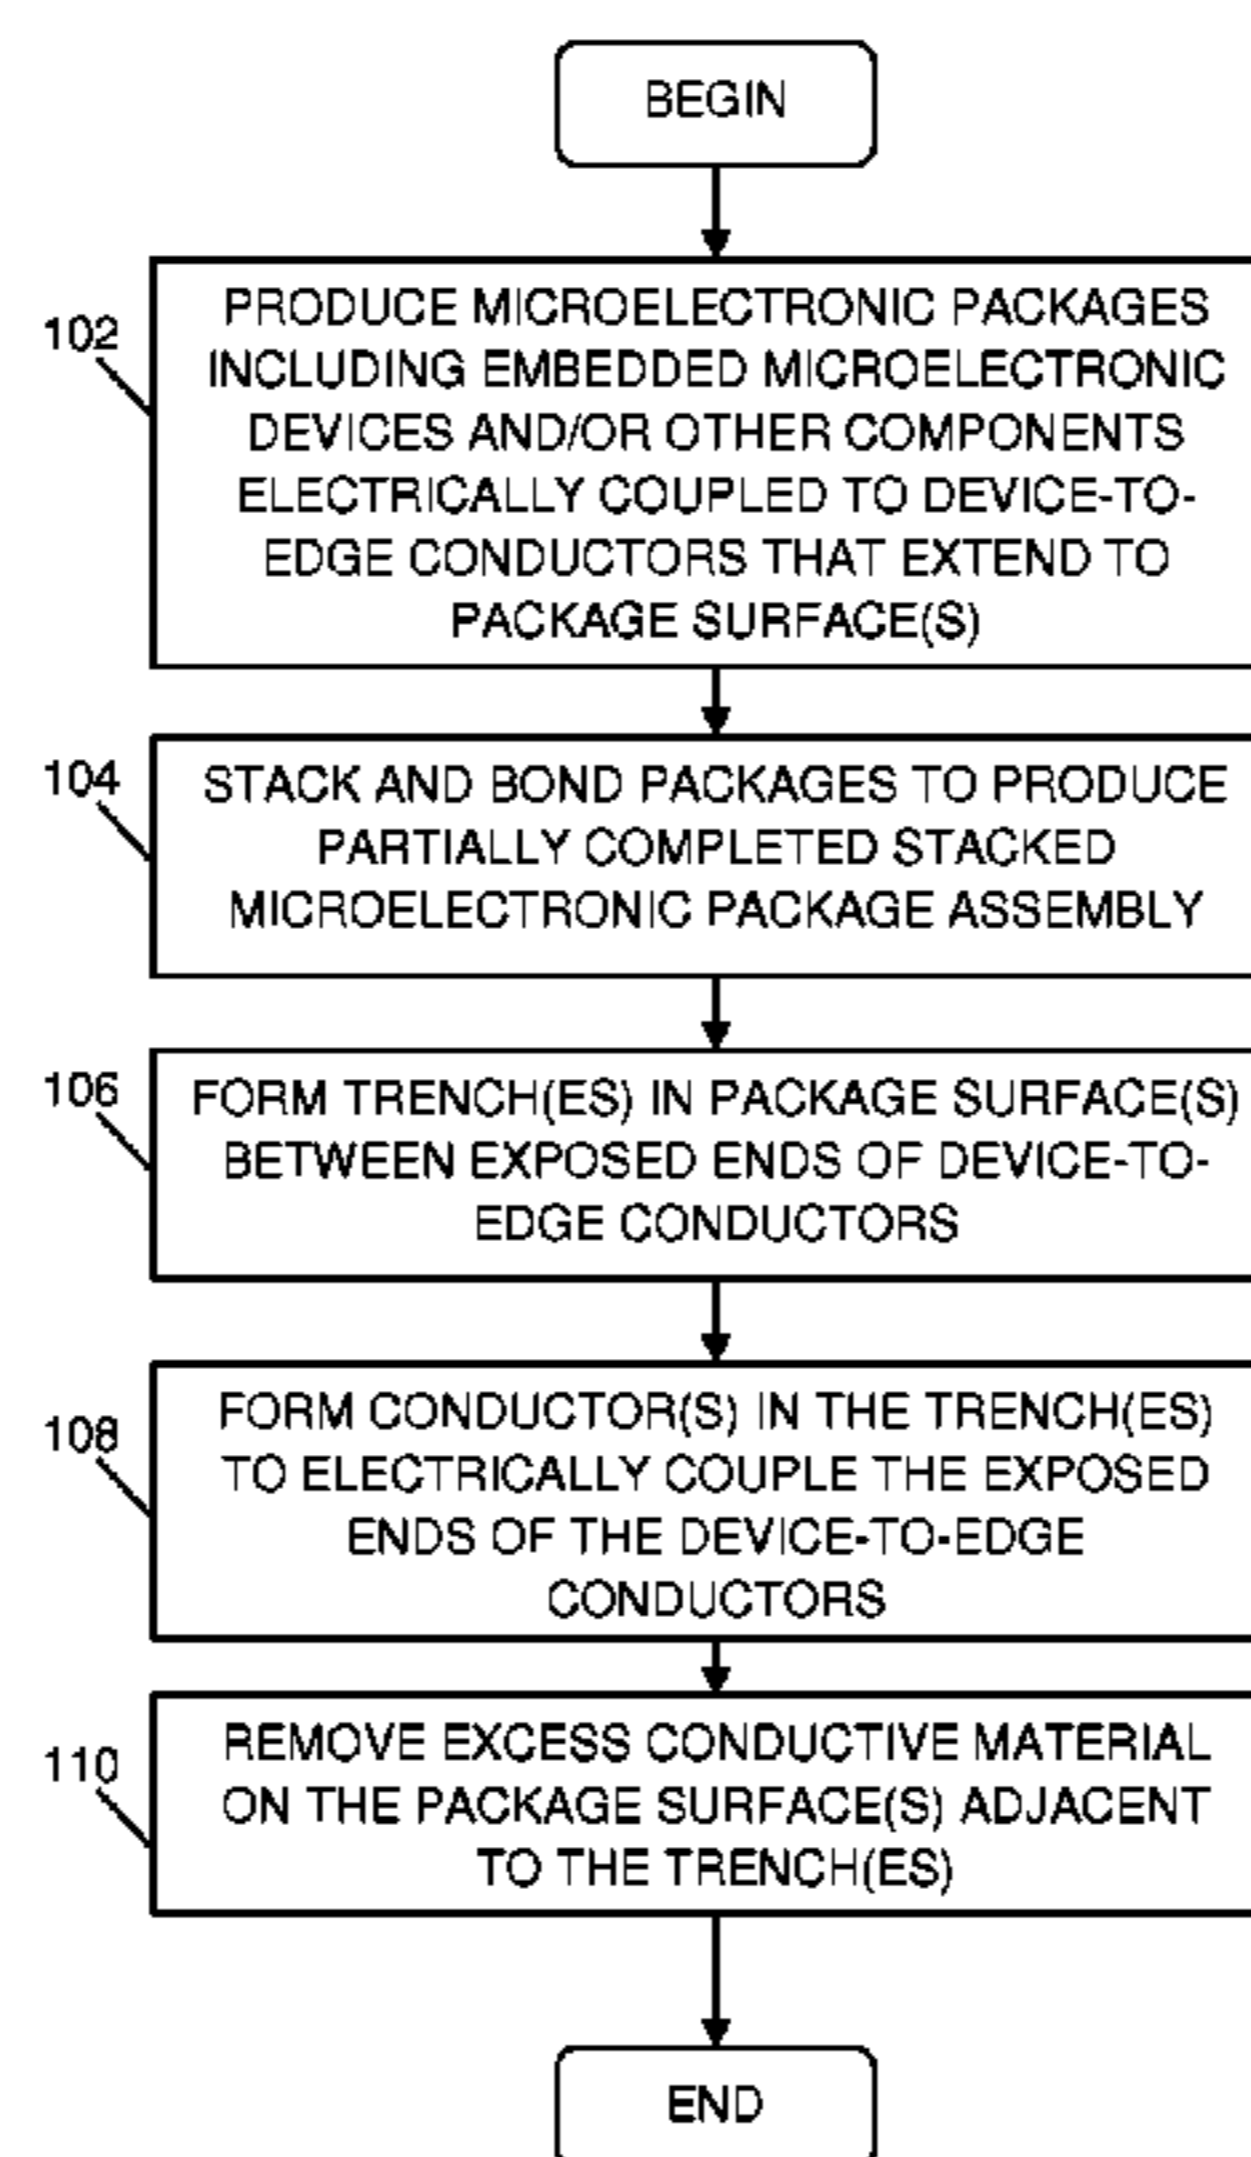 BEGIN
102
PRODUCE MICROELECTRONIC PACKAGES
INCLUDING EMBEDDED MICROELECTRONIC
DEVICES AND/OR OTHER COMPONENTS
ELECTRICALLY COUPLED TO DEVICE-TO-
EDGE CONDUCTORS THAT EXTEND TO
PACKAGE SURFACE(S)
104
STACK AND BOND PACKAGES TO PRODUCE
PARTIALLY COMPLETED STACKED
MICROELECTRONIC PACKAGE ASSEMBLY
106
FORM TRENCH(ES) IN PACKAGE SURFACE(S)
BETWEEN EXPOSED ENDS OF DEVICE-TO-
EDGE CONDUCTORS
108
FORM CONDUCTOR(S) IN THE TRENCH(ES)
TO ELECTRICALLY COUPLE THE EXPOSED
ENDS OF THE DEVICE-TO-EDGE
CONDUCTORS
110
REMOVE EXCESS CONDUCTIVE MATERIAL
ON THE PACKAGE SURFACE(S) ADJACENT
TO THE TRENCH(ES)
END